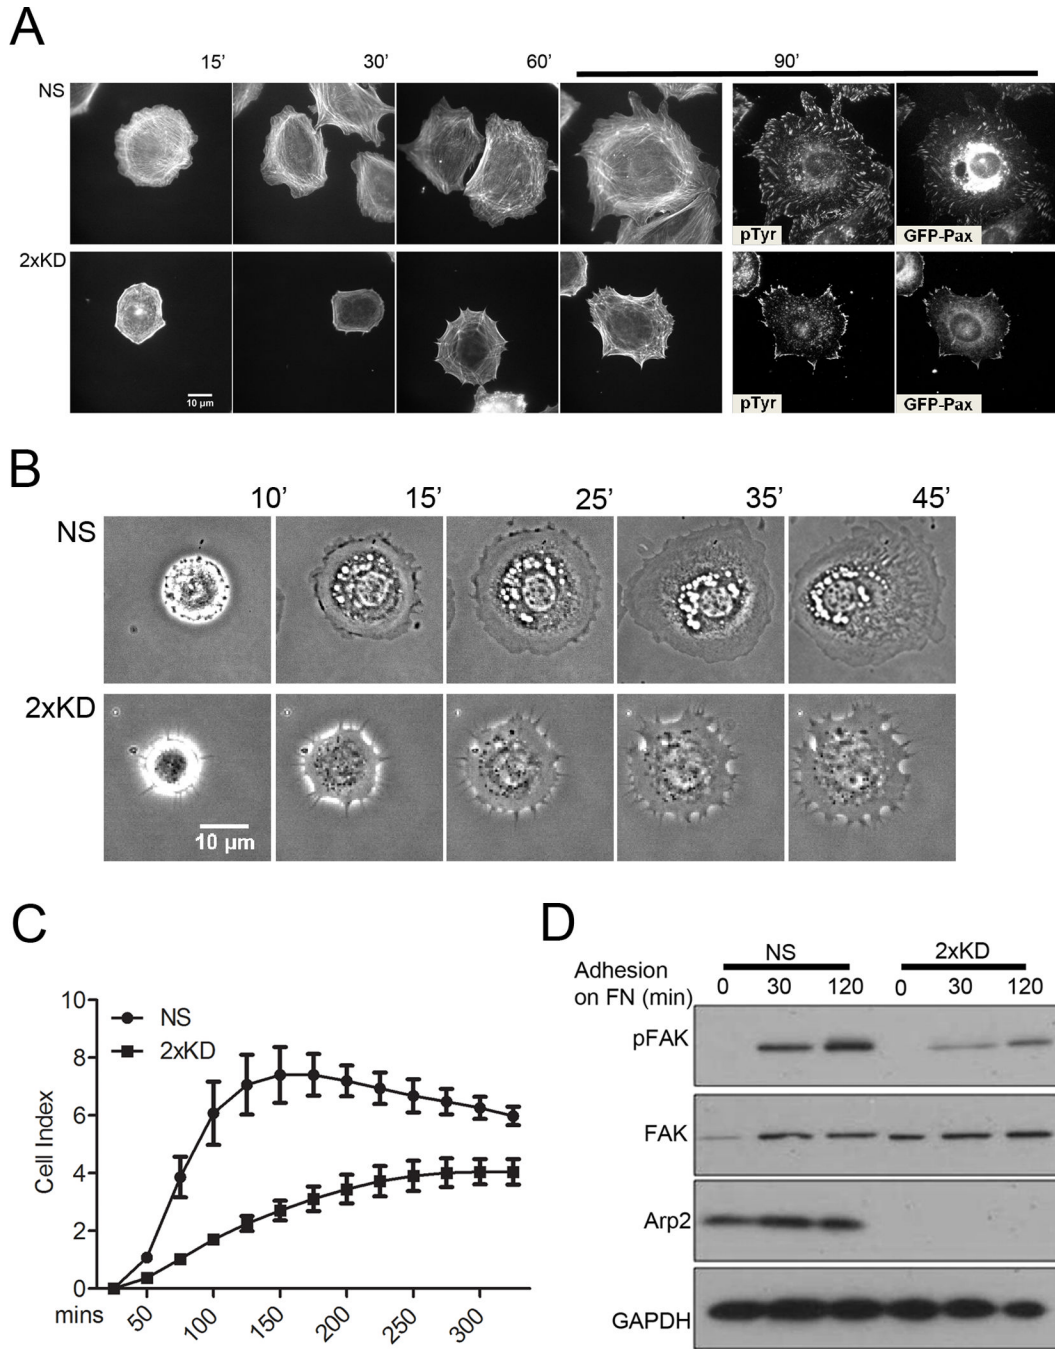 A
15’ 30’ 60’ 90’
NS
pTyr GFP-Pax
2xKD
10 µm
pTyr GFP-Pax
B
10’ 15’ 25’ 35’ 45’
NS
2xKD
10 µm
C
Cell Index
10
8
6
4
2
0
NS
2xKD
mins 50 100 150 200 250 300
D
NS 2xKD
Adhesion
on FN (min) 0 30 120 0 30 120
pFAK
FAK
Arp2
GAPDH